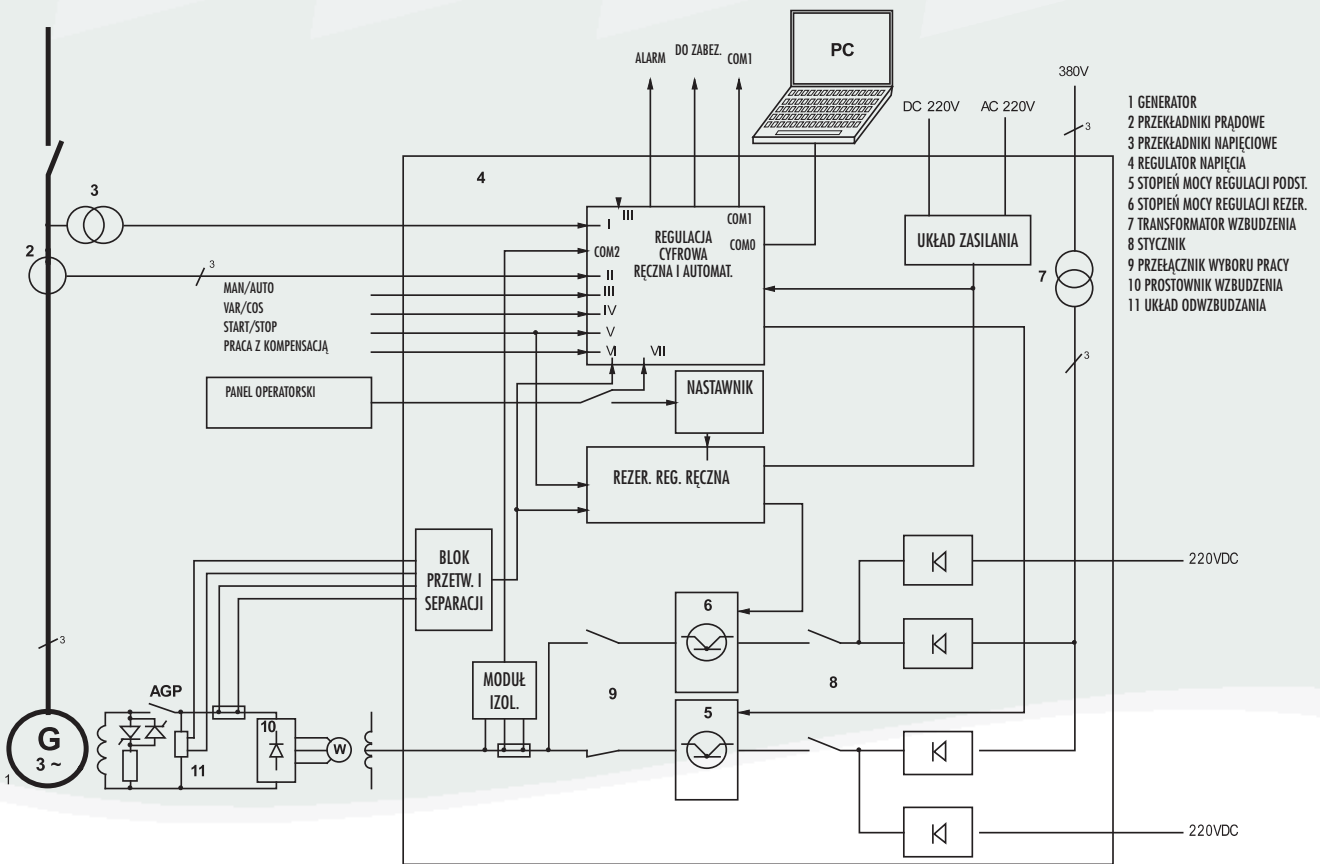 PC
ALARM
DO ZABEZ.
COM1
380V
DC 220V
AC 220V
3
1 GENERATOR
2 PRZEKŁADNIKI PRĄDOWE
3 PRZEKŁADNIKI NAPIĘCIOWE
4 REGULATOR NAPIĘCIA
5 STOPIEŃ MOCY REGULACJI PODST.
6 STOPIEŃ MOCY REGULACJI REZER.
7 TRANSFORMATOR WZBUDZENIA
8 STYCZNIK
9 PRZEŁĄCZNIK WYBORU PRACY
10 PROSTOWNIK WZBUDZENIA
11 UKŁAD ODWZBUDZANIA
4
3
III
I
COM1
REGULACJA
CYFROWA
RĘCZNA I AUTOMAT.
COM0
COM2
UKŁAD ZASILANIA
2
3
II
7
MAN/AUTO
III
VAR/COS
IV
START/STOP
V
PRACA Z KOMPENSACJĄ
VI
VII
3
PANEL OPERATORSKI
NASTAWNIK
REZER. REG. RĘCZNA
BLOK
PRZETW. I
SEPARACJI
220VDC
6
3
MODUŁ
IZOL.
9
8
AGP
5
10
G
3 ~
W
11
1
220VDC